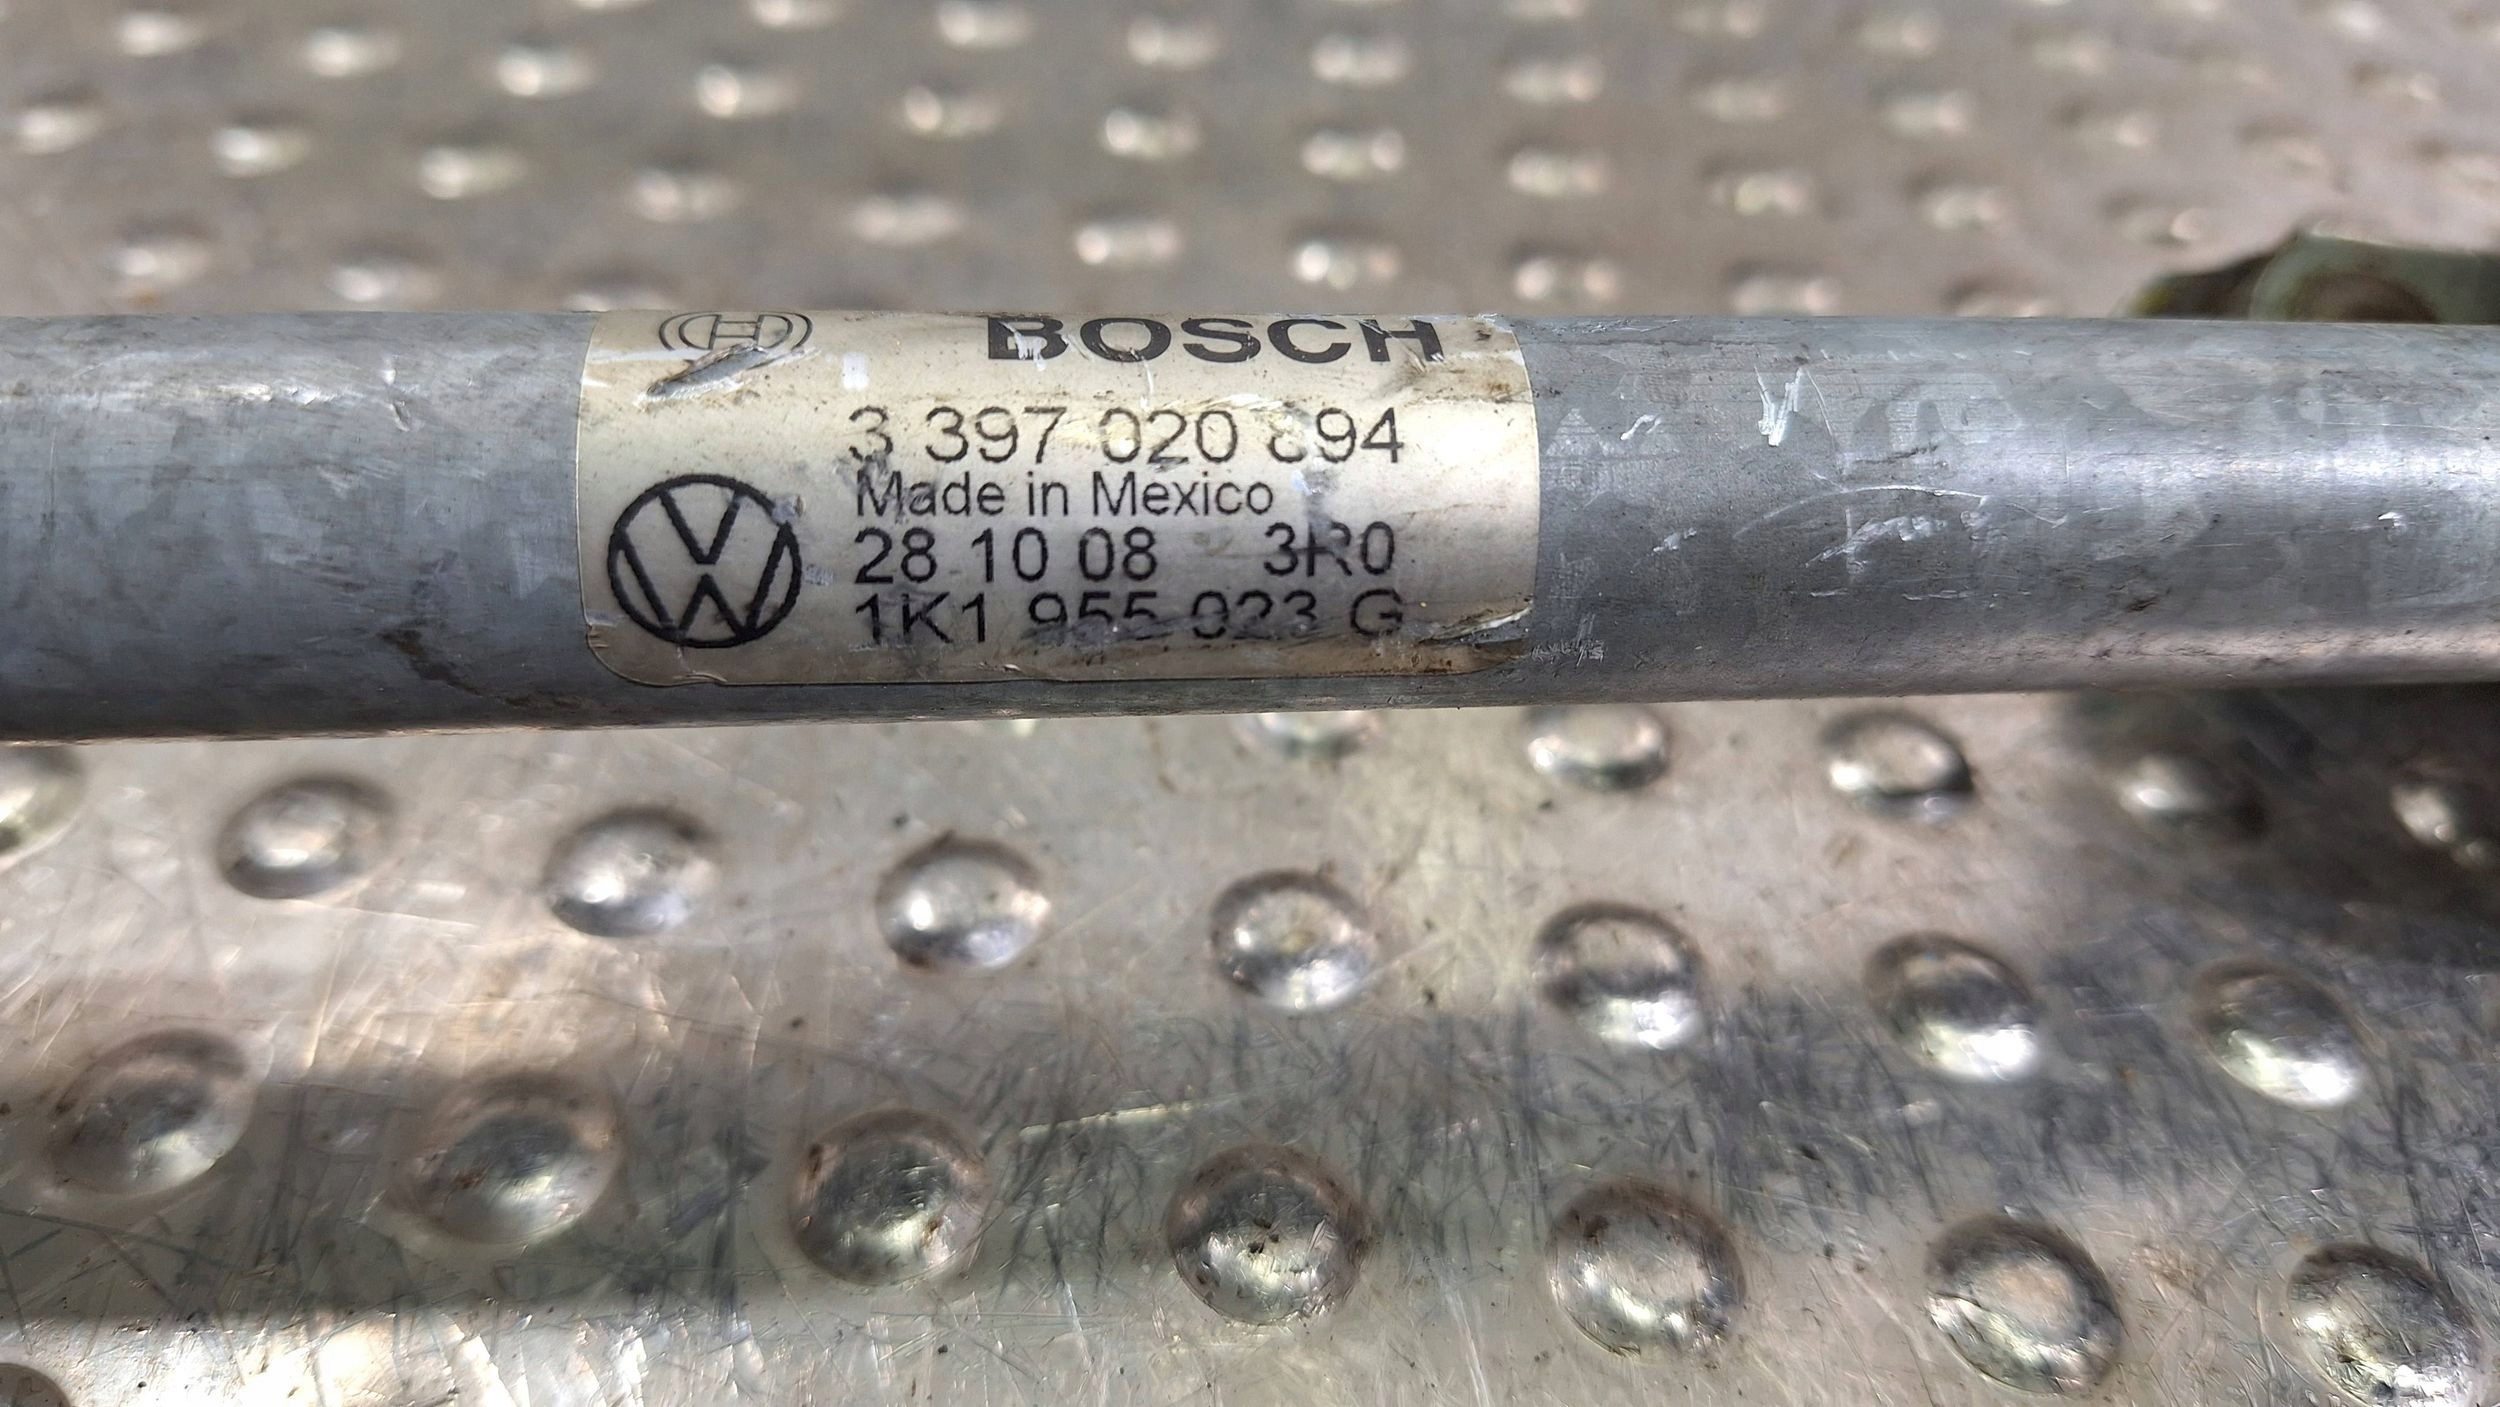 BOSCH
3 397 020 894
Made in Mexico
28 10 08 3R0
1K1 955 023 G